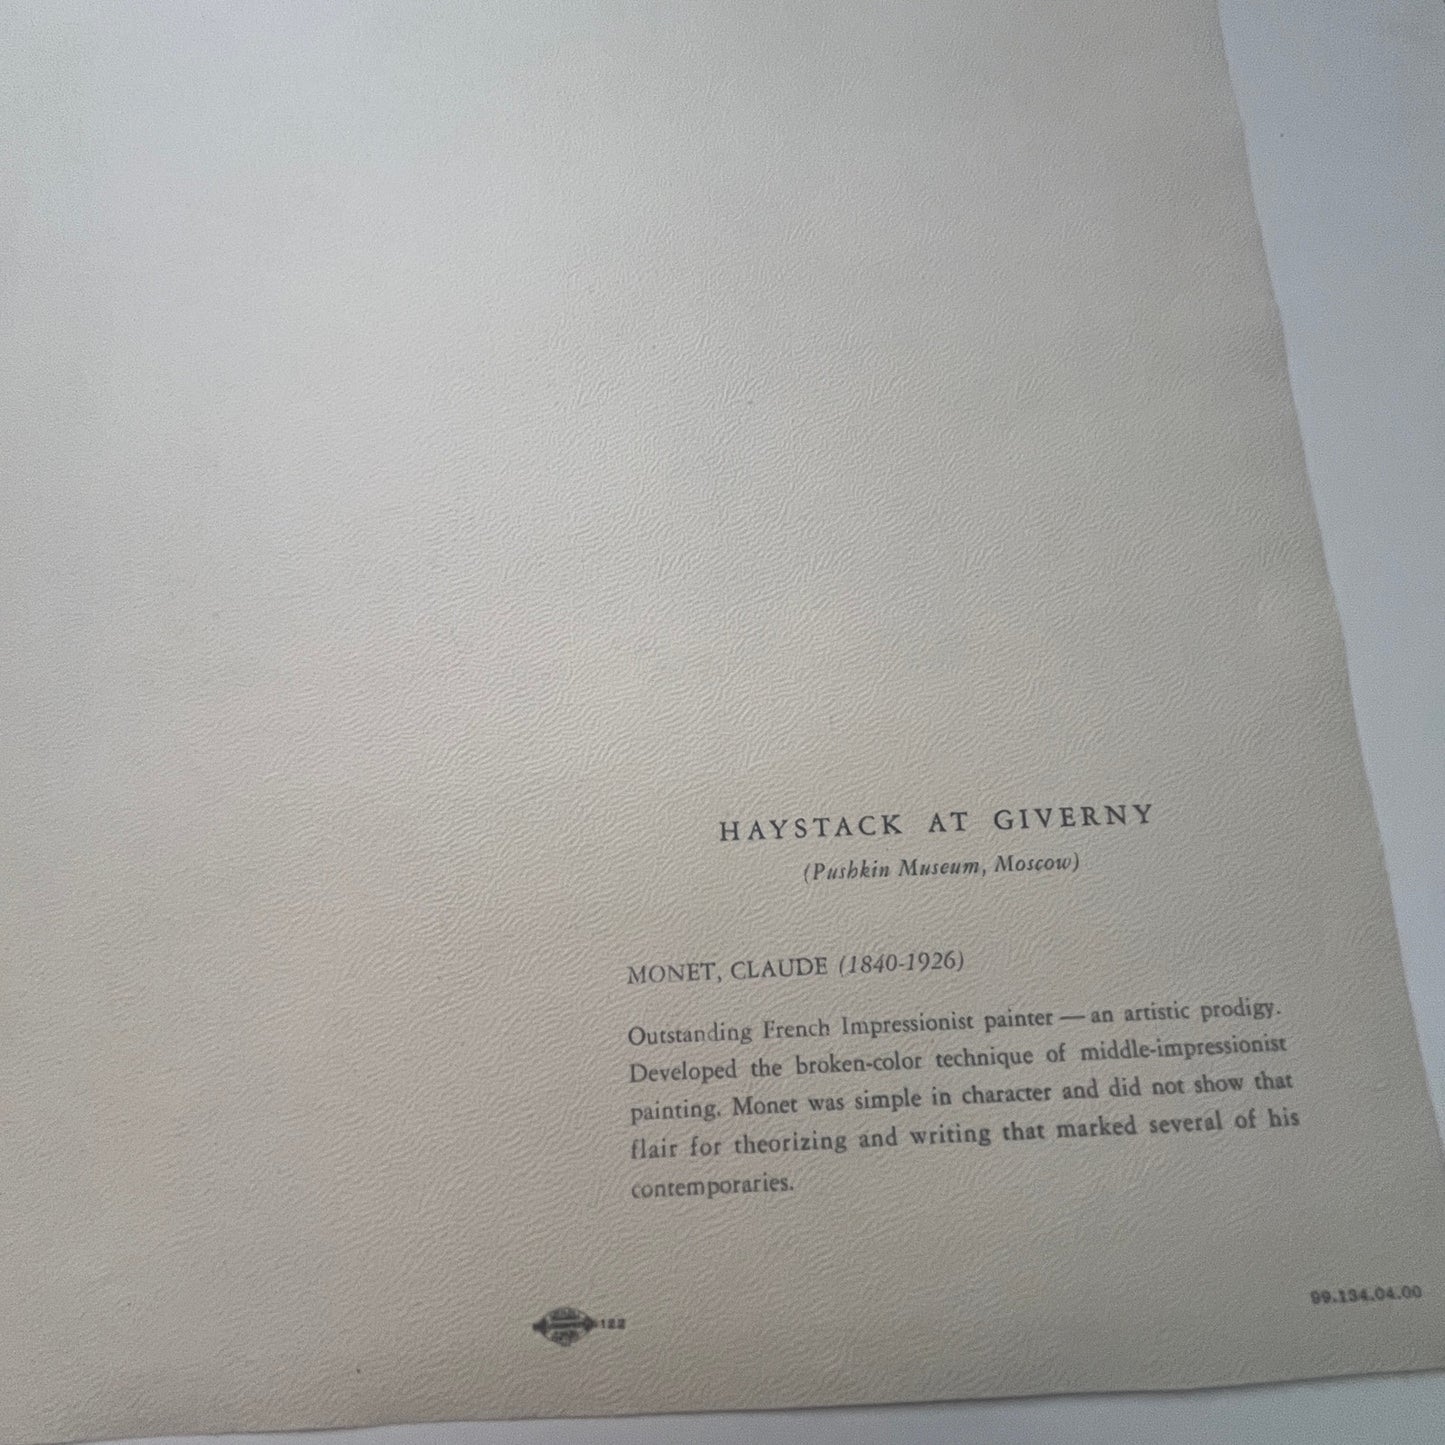 HAYSTACK AT GIVERNY
(Pushkin Museum, Moscow)
MONET, CLAUDE (1840-1926)
Outstanding French Impressionist painter — an artistic prodigy.
Developed the broken-color technique of middle-impressionist
painting. Monet was simple in character and did not show that
flair for theorizing and writing that marked several of his
contemporaries.
122
99.134.04.00